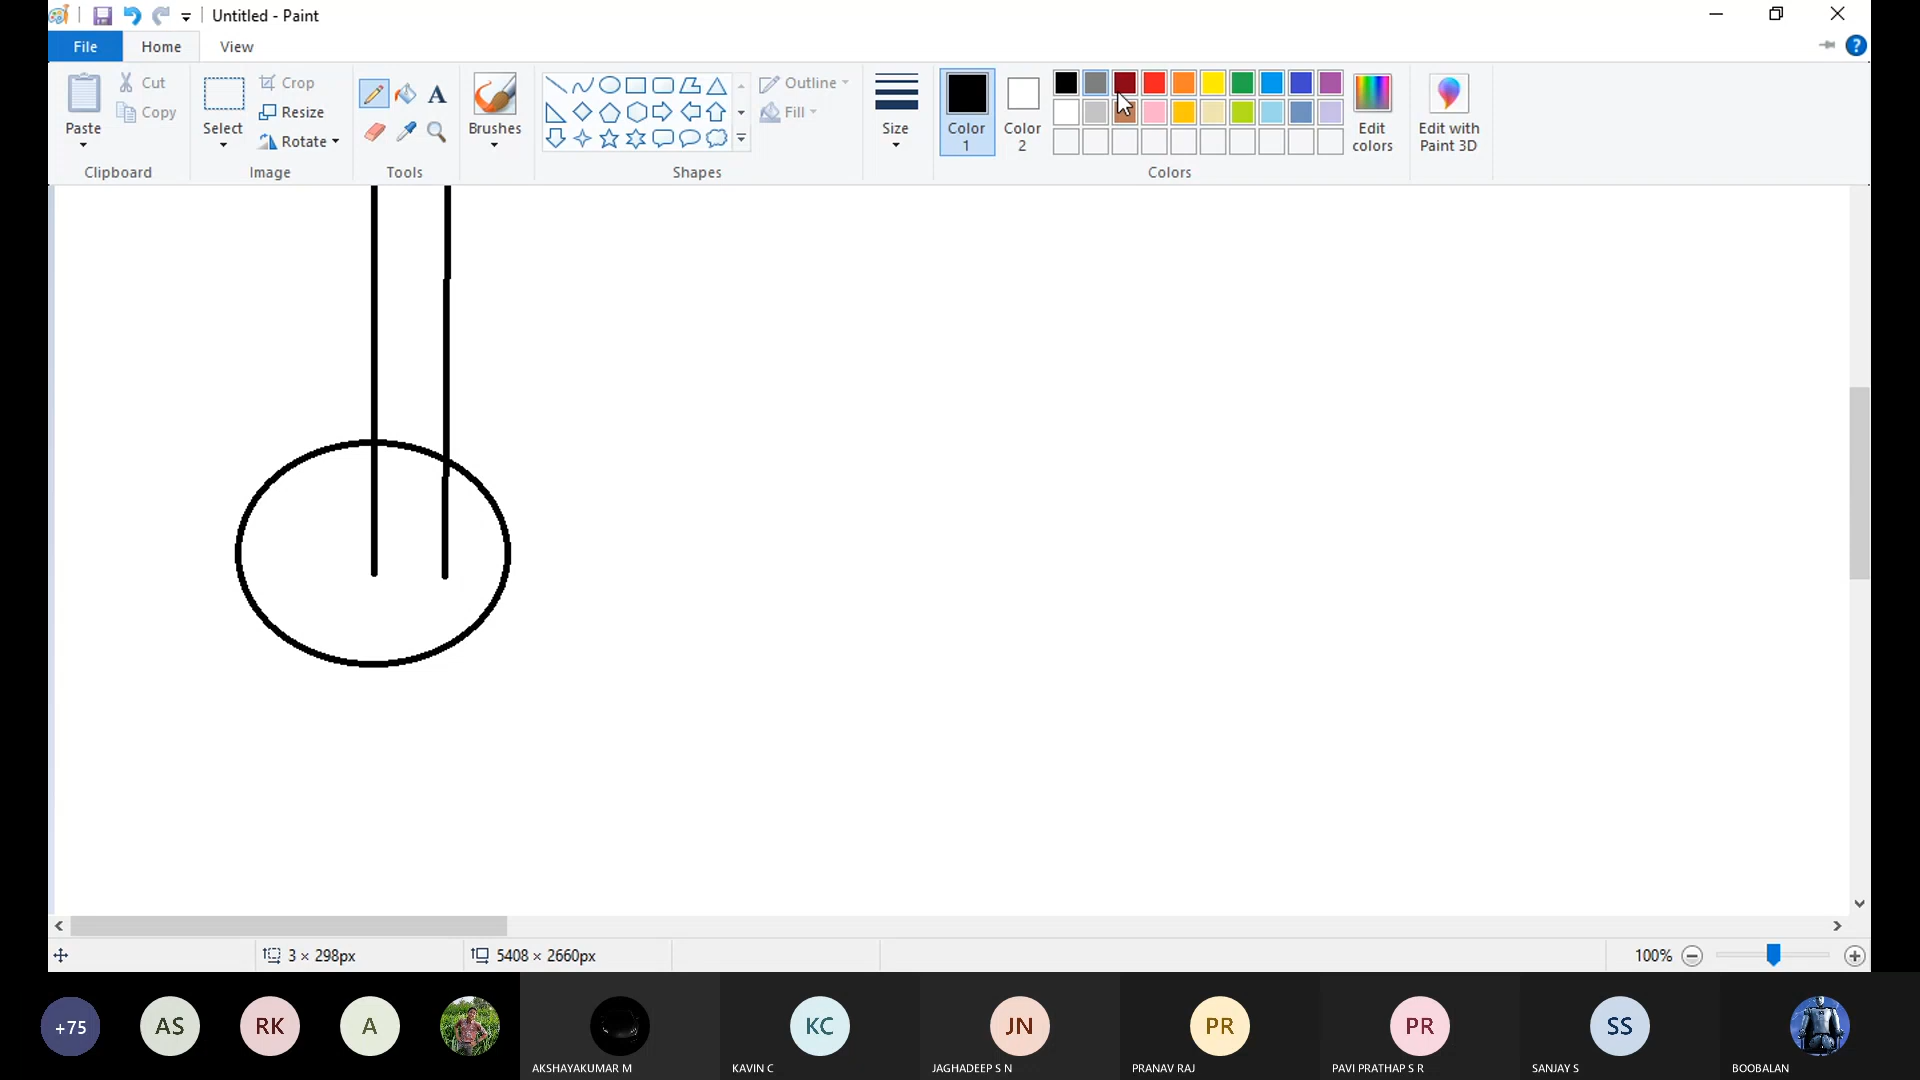 Untitled - Paint
File
Home
View
Paste
Cut
Copy
Clipboard
Select
Crop
Resize
Rotate
Image
A
Tools
Brushes
Outline
Fill
Shapes
Size
Color
1
Color
2
Colors
Edit
colors
Edit with
Paint 3D
?
3 × 298px
5408 × 2660px
100%
+75
AS
RK
A
AKSHAYAKUMAR M
KC
KAVIN C
JN
JAGHADEEP S N
PR
PRANAV RAJ
PR
PAVI PRATHAP S R
SS
SANJAY S
BOOBALAN